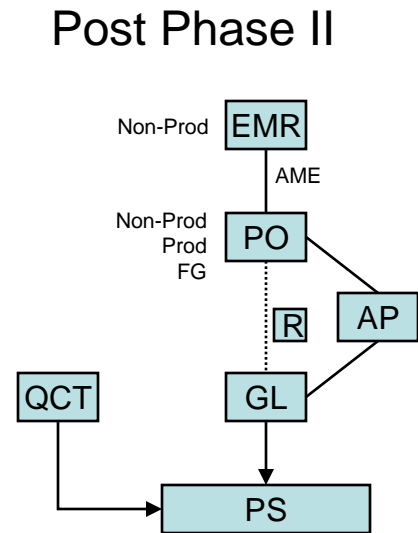 Post Phase II
Non-Prod
EMR
AME
Non-Prod
Prod
FG
PO
R
AP
QCT
GL
PS